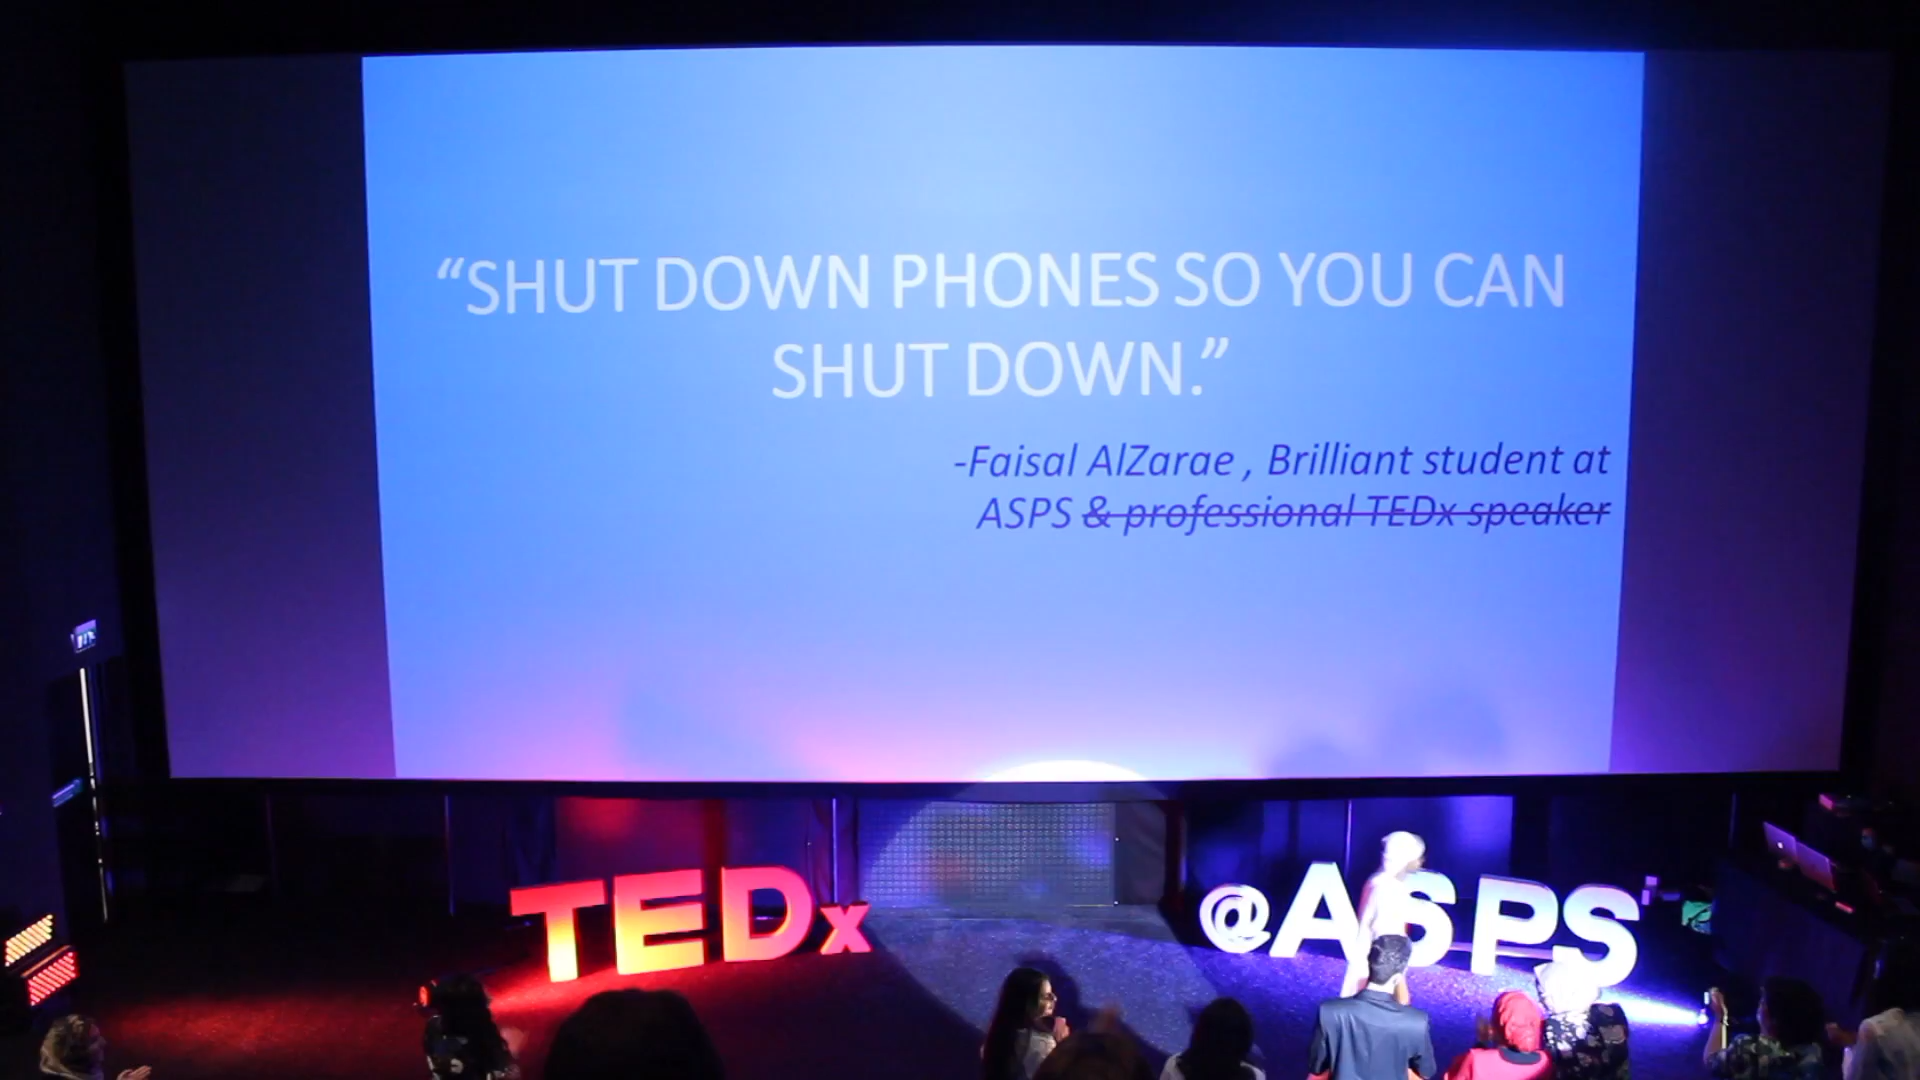 “SHUT DOWN PHONES SO YOU CAN
SHUT DOWN.”
-Faisal AlZarae , Brilliant student at
ASPS & professional TEDx speaker
TEDx
@ASPS